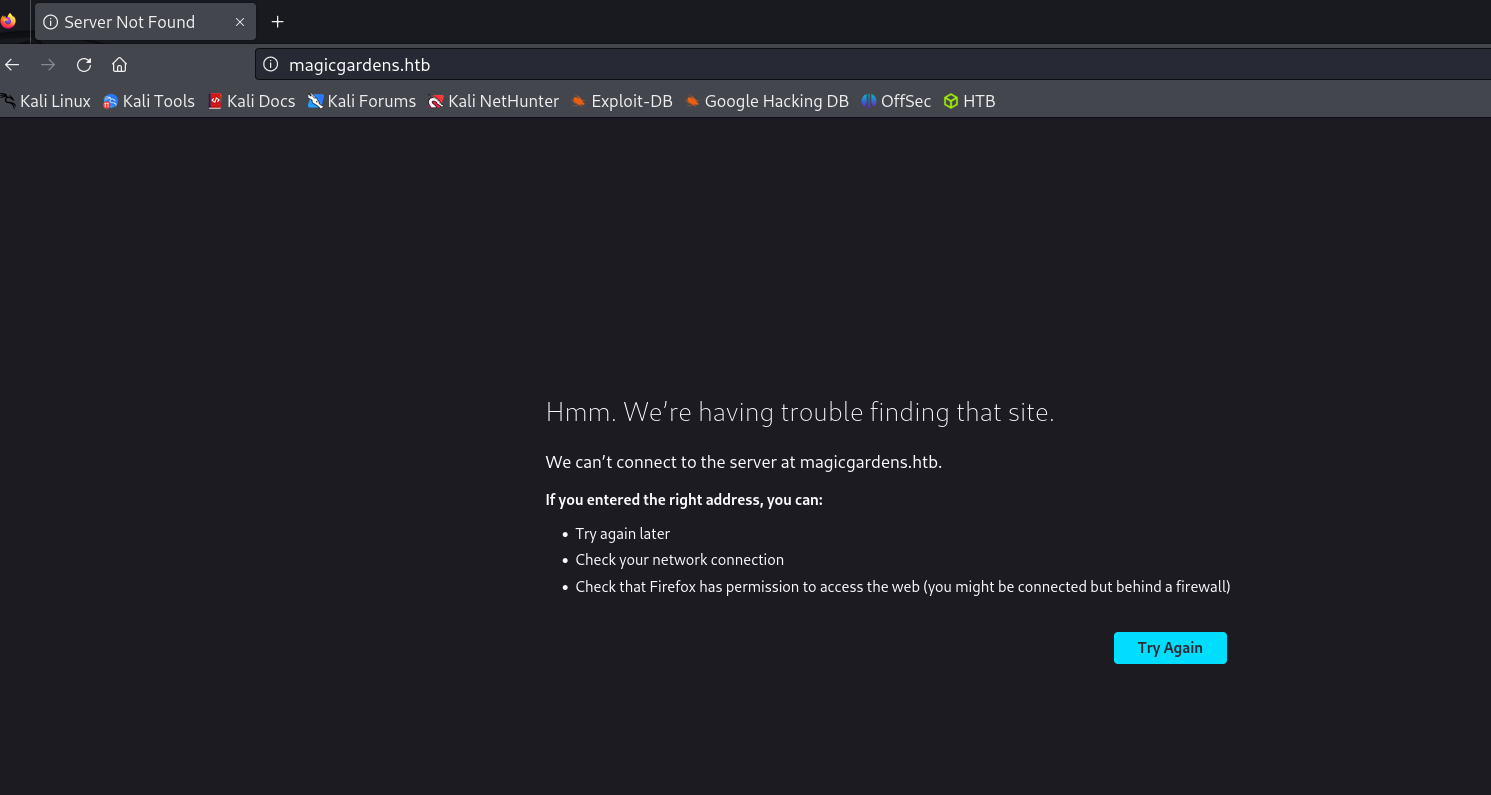 Server Not Found
magicgardens.htb
Kali Linux Kali Tools Kali Docs Kali Forums Kali NetHunter Exploit-DB Google Hacking DB OffSec HTB
Hmm. We’re having trouble finding that site.
We can’t connect to the server at magicgardens.htb.
If you entered the right address, you can:
• Try again later
• Check your network connection
• Check that Firefox has permission to access the web (you might be connected but behind a firewall)
Try Again